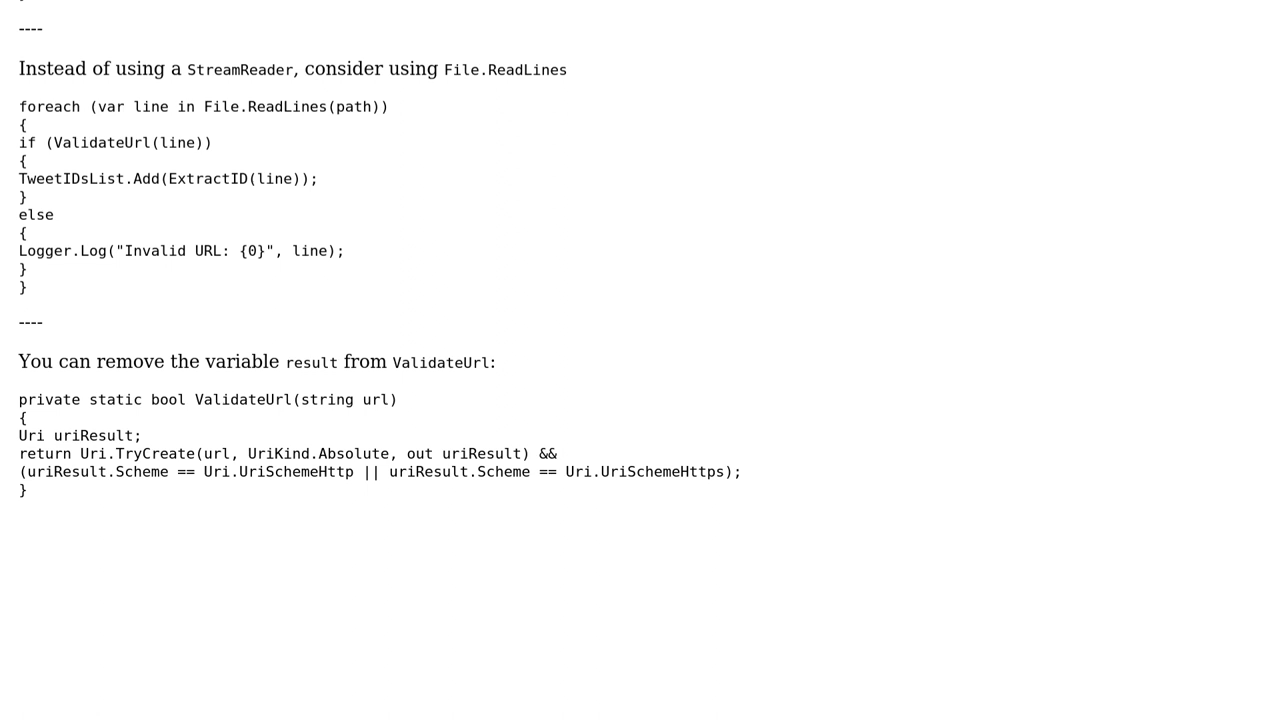 ----
Instead of using a StreamReader, consider using File.ReadLines
foreach (var line in File.ReadLines(path))
{
if (ValidateUrl(line))
{
TweetIDsList.Add(ExtractID(line));
}
else
{
Logger.Log("Invalid URL: {0}", line);
}
}
----
You can remove the variable result from ValidateUrl:
private static bool ValidateUrl(string url)
{
Uri uriResult;
return Uri.TryCreate(url, UriKind.Absolute, out uriResult) &&
(uriResult.Scheme == Uri.UriSchemeHttp || uriResult.Scheme == Uri.UriSchemeHttps);
}